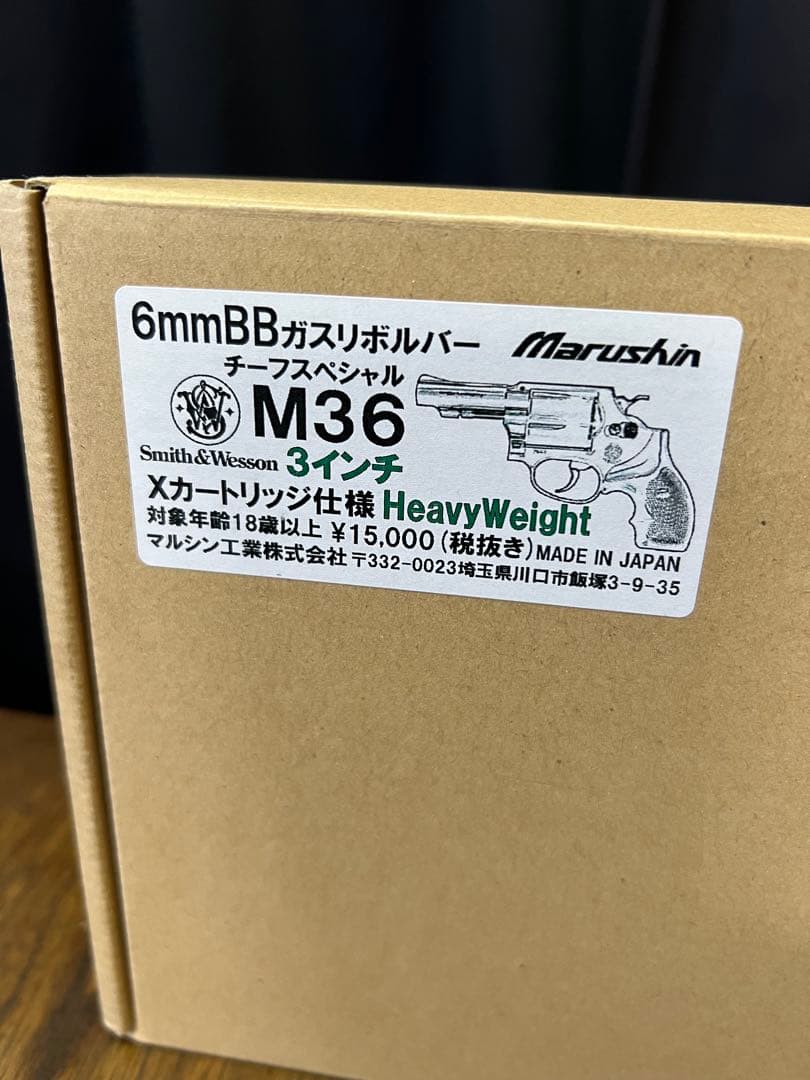 6mmBBガスリボルバー Marushin
チーフスペシャル
M36
Smith&Wesson 3インチ
Xカートリッジ仕様 HeavyWeight
対象年齢18歳以上 ¥15,000(税抜き)MADE IN JAPAN
マルシン工業株式会社 〒332-0023埼玉県川口市飯塚3-9-35